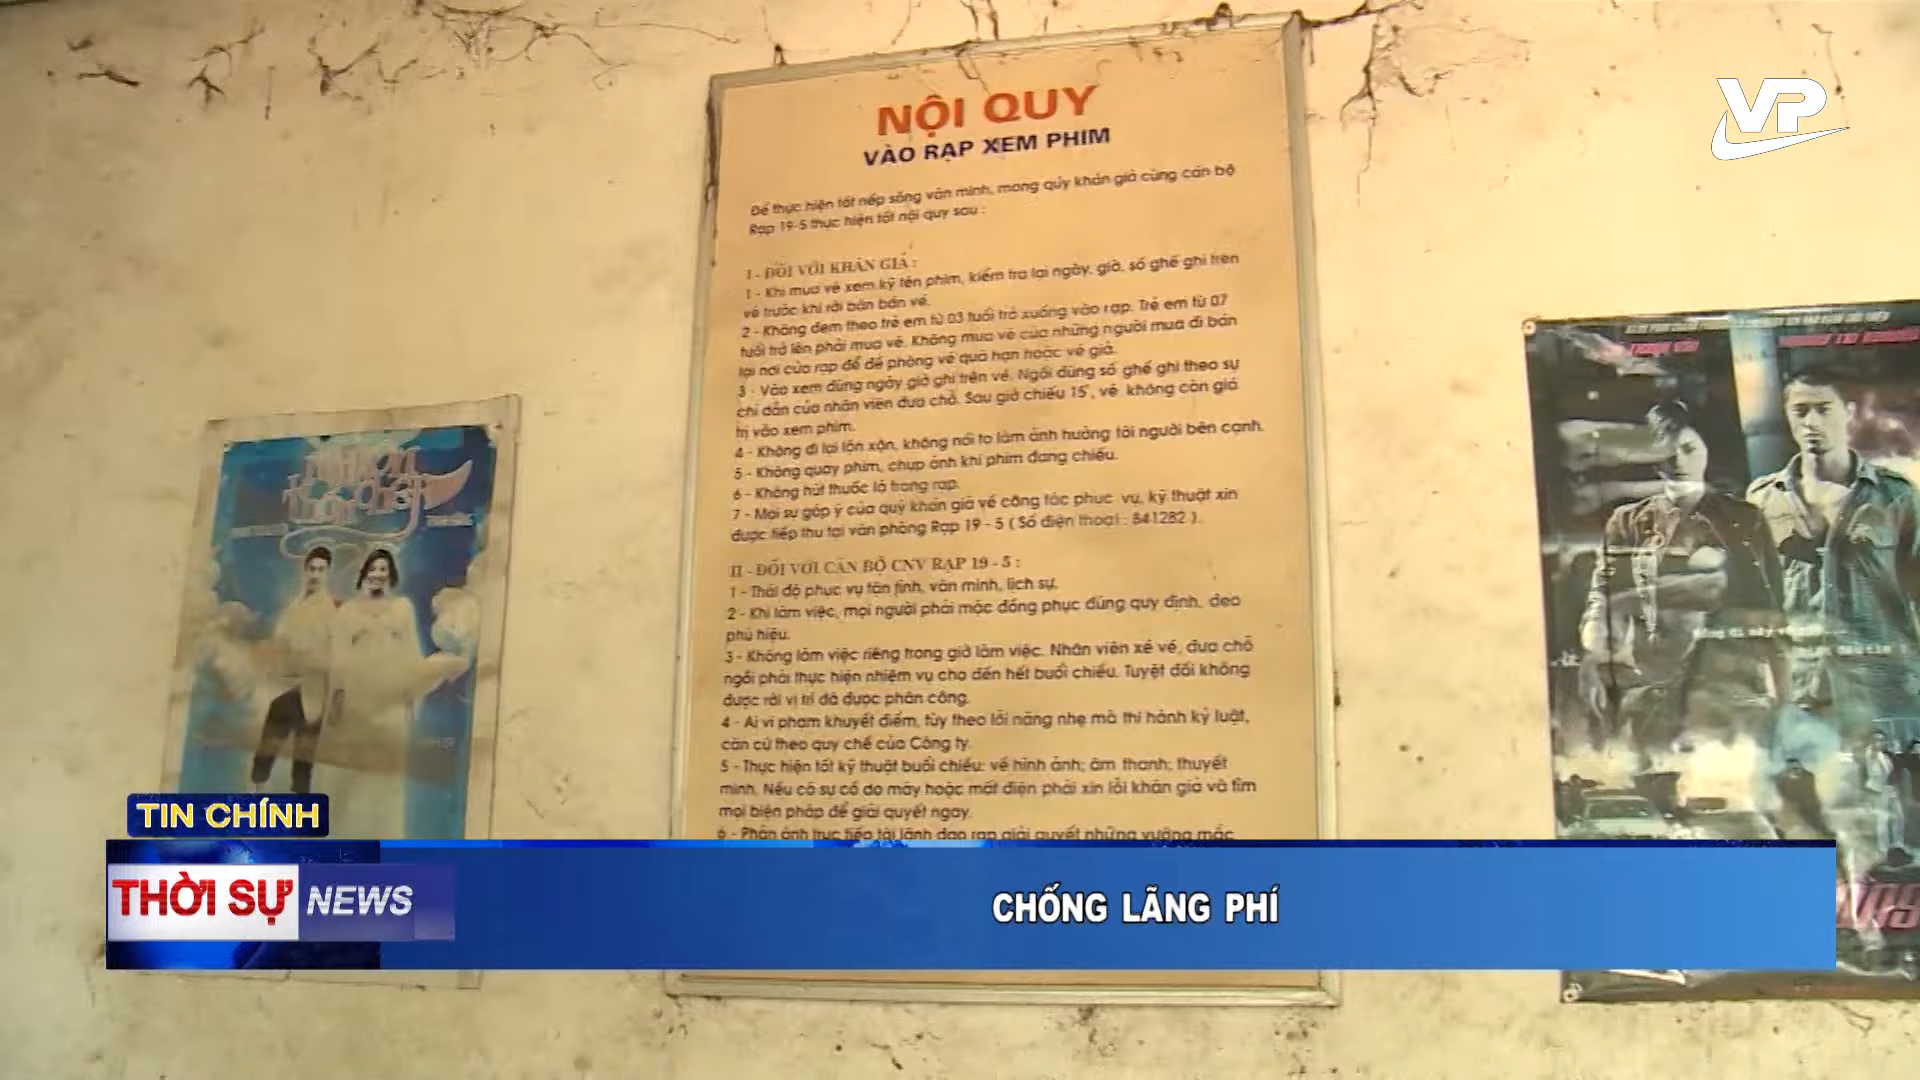 VP
NỘI QUY
VÀO RẠP XEM PHIM
Để thực hiện tốt nếp sống văn minh, mong qúy khán giả cùng cán bộ
Rạp 19-5 thực hiện tốt nội quy sau :
I - ĐỐI VỚI KHÁN GIẢ :
1 - Khi mua vé xem kỹ tên phim, kiểm tra lại ngày, giờ, số ghế ghi trên
vé trước khi rời bàn bán vé.
2 - Không đem theo trẻ em từ 03 tuổi trở xuống vào rạp. Trẻ em từ 07
tuổi trở lên phải mua vé. Không mua vé của những người mua đi bán
lại nơi cửa rạp để đề phòng vé quá hạn hoặc vé giả.
3 - Vào xem đúng ngày giờ ghi trên vé. Ngồi đúng số ghế ghi theo sự
chỉ dẫn của nhân viên đưa chỗ. Sau giờ chiếu 15', vé không còn giá
trị vào xem phim.
4 - Không đi lại lộn xộn, không nói to làm ảnh hưởng tới người bên cạnh.
5 - Không quay phim, chụp ảnh khi phim đang chiếu.
6 - Không hút thuốc lá trong rạp.
7 - Mọi sự góp ý của quý khán giả về công tác phục vụ, kỹ thuật xin
được tiếp thu tại văn phòng Rạp 19 - 5 ( Số điện thoại : 841282 ).
II - ĐỐI VỚI CÁN BỘ CNV RẠP 19 - 5 :
1 - Thái độ phục vụ tận tình, văn minh, lịch sự.
2 - Khi làm việc, mọi người phải mặc đồng phục đúng quy định, đeo
phù hiệu.
3 - Không làm việc riêng trong giờ làm việc. Nhân viên xé vé, đưa chỗ
ngồi phải thực hiện nhiệm vụ cho đến hết buổi chiếu. Tuyệt đối không
được rời vị trí đã được phân công.
4 - Ai vi phạm khuyết điểm, tùy theo lỗi nặng nhẹ mà thi hành kỷ luật,
căn cứ theo quy chế của Công ty.
5 - Thực hiện tốt kỹ thuật buổi chiếu: về hình ảnh; âm thanh; thuyết
minh. Nếu có sự cố do máy hoặc mất điện phải xin lỗi khán giả và tìm
mọi biện pháp để giải quyết ngay.
6 - Phản ánh trực tiếp tới lãnh đạo rạp giải quyết những vướng mắc
TIN CHÍNH
THỜI SỰ NEWS
CHỐNG LÃNG PHÍ